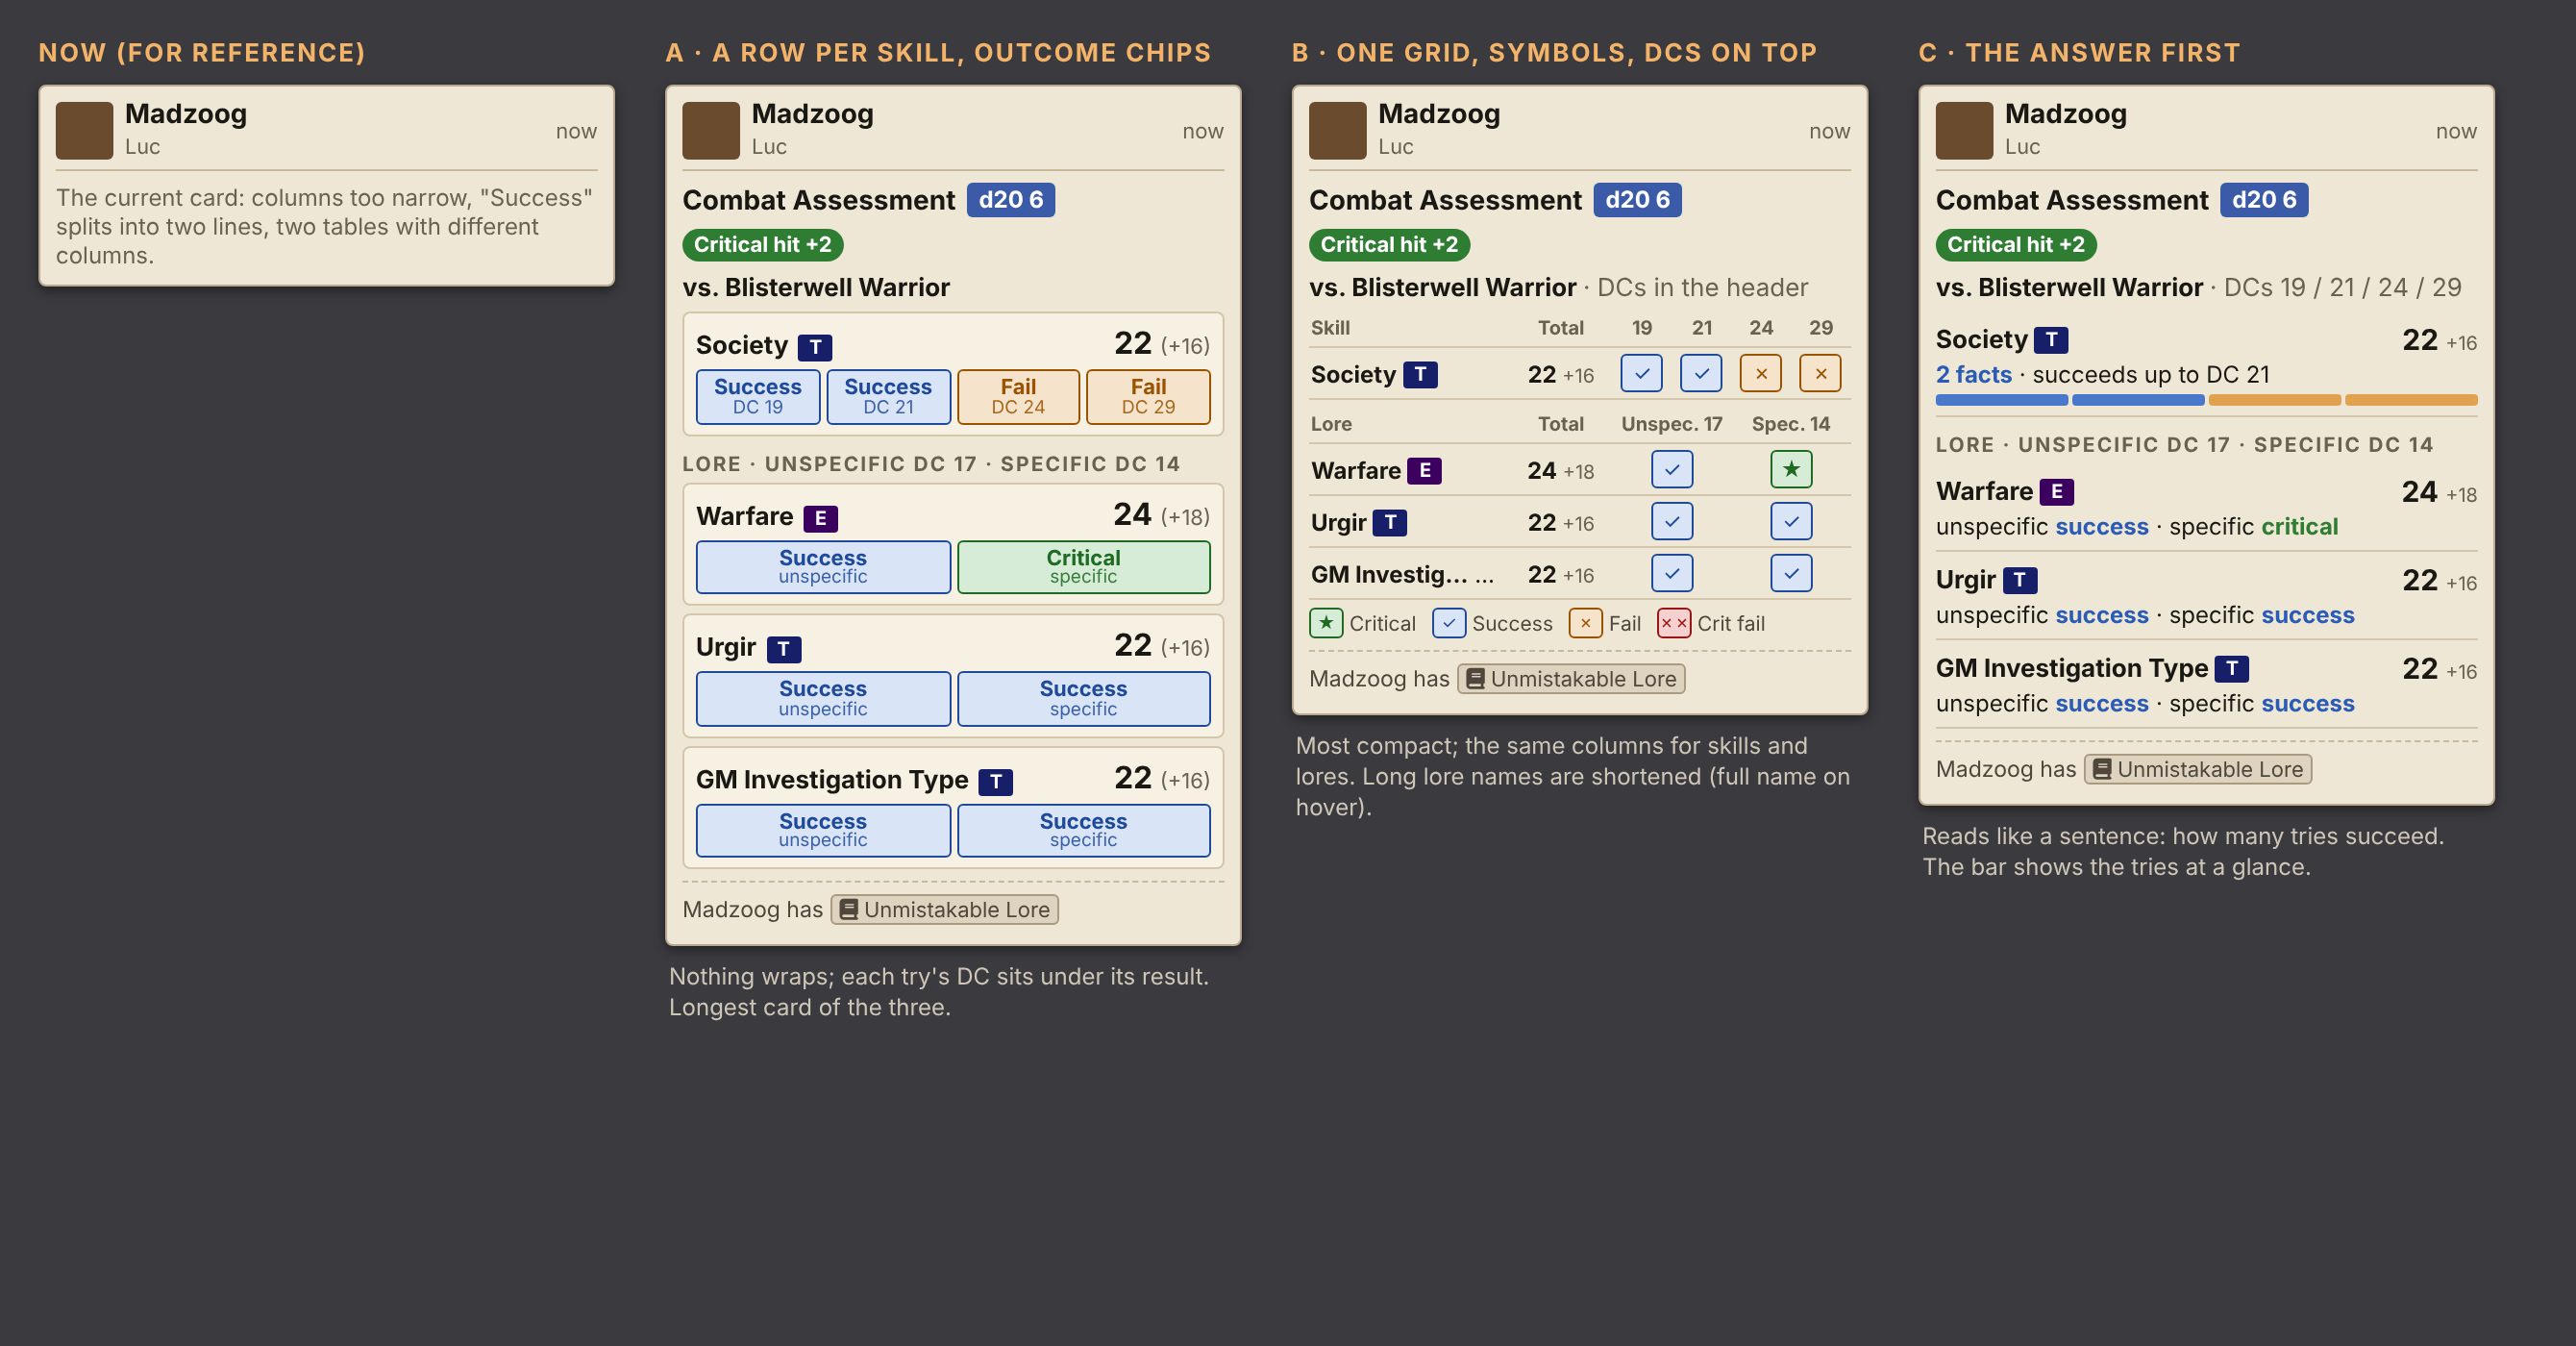 NOW (FOR REFERENCE)
Madzoog
Luc
now
The current card: columns too narrow, "Success"
splits into two lines, two tables with different
columns.
A · A ROW PER SKILL, OUTCOME CHIPS
Madzoog
Luc
now
Combat Assessment d20 6
Critical hit +2
vs. Blisterwell Warrior
Society T 22 (+16)
Success Success Fail Fail
DC 19 DC 21 DC 24 DC 29
LORE · UNSPECIFIC DC 17 · SPECIFIC DC 14
Warfare E 24 (+18)
Success Critical
unspecific specific
Urgir T 22 (+16)
Success Success
unspecific specific
GM Investigation Type T 22 (+16)
Success Success
unspecific specific
Madzoog has Unmistakable Lore
Nothing wraps; each try's DC sits under its result.
Longest card of the three.
B · ONE GRID, SYMBOLS, DCS ON TOP
Madzoog
Luc
now
Combat Assessment d20 6
Critical hit +2
vs. Blisterwell Warrior · DCs in the header
Skill Total 19 21 24 29
Society T 22 +16 ✓ ✓ × ×
Lore Total Unspec. 17 Spec. 14
Warfare E 24 +18 ✓ ★
Urgir T 22 +16 ✓ ✓
GM Investig... ... 22 +16 ✓ ✓
★ Critical ✓ Success × Fail ×× Crit fail
Madzoog has Unmistakable Lore
Most compact; the same columns for skills and
lores. Long lore names are shortened (full name on
hover).
C · THE ANSWER FIRST
Madzoog
Luc
now
Combat Assessment d20 6
Critical hit +2
vs. Blisterwell Warrior · DCs 19 / 21 / 24 / 29
Society T 22 +16
2 facts · succeeds up to DC 21
LORE · UNSPECIFIC DC 17 · SPECIFIC DC 14
Warfare E 24 +18
unspecific success · specific critical
Urgir T 22 +16
unspecific success · specific success
GM Investigation Type T 22 +16
unspecific success · specific success
Madzoog has Unmistakable Lore
Reads like a sentence: how many tries succeed.
The bar shows the tries at a glance.